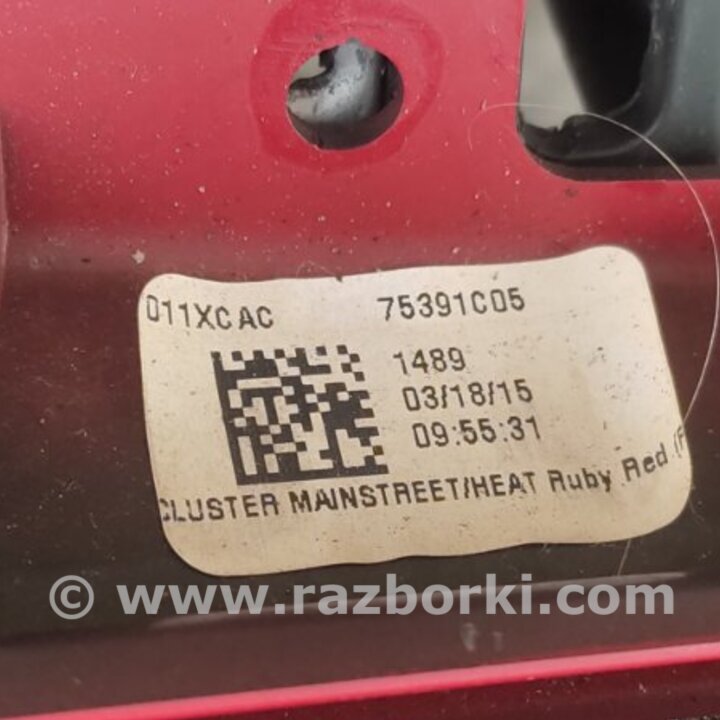 011XCAC 75391C05
1489
03/18/15
09:55:31
CLUSTER MAINSTREET/HEAT Ruby Red (F
© www.razborki.com